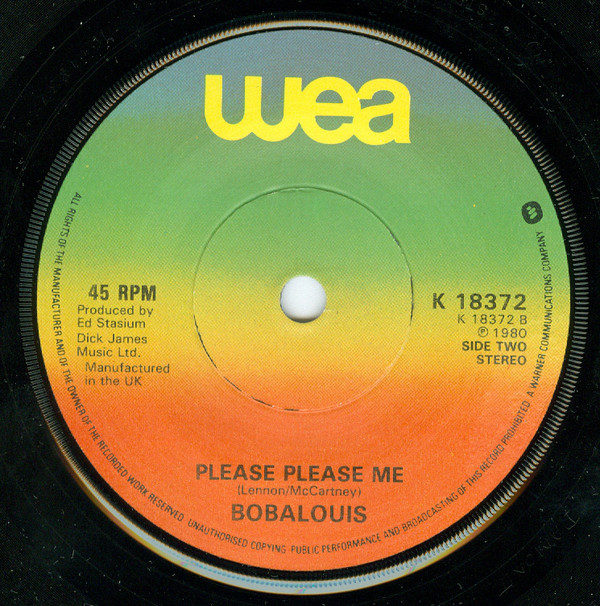 wea
45 RPM
Produced by
Ed Stasium
Dick James
Music Ltd.
Manufactured
in the UK
K 18372
K 18372 B
Ⓟ 1980
SIDE TWO
STEREO
PLEASE PLEASE ME
(Lennon/McCartney)
BOBALOUIS
ALL RIGHTS OF THE MANUFACTURER AND OF THE OWNER OF THE RECORDED WORK RESERVED. UNAUTHORISED COPYING · PUBLIC PERFORMANCE AND BROADCASTING OF THIS RECORD PROHIBITED. A WARNER COMMUNICATIONS COMPANY